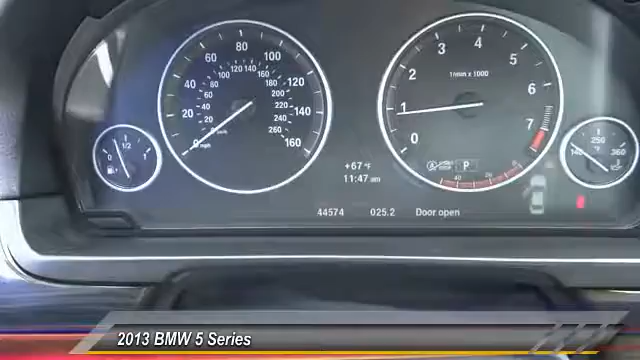 0 1/2 1
0 20 40 60 80 100 120 140 160
mph
20 40 60 80 100 120 140 160 180 200 220 240 260
km/h
0 1 2 3 4 5 6 7
1/min x 1000
P
140 250 360
°F
+67 °F
11:47 am
44574 025.2 Door open
2013 BMW 5 Series